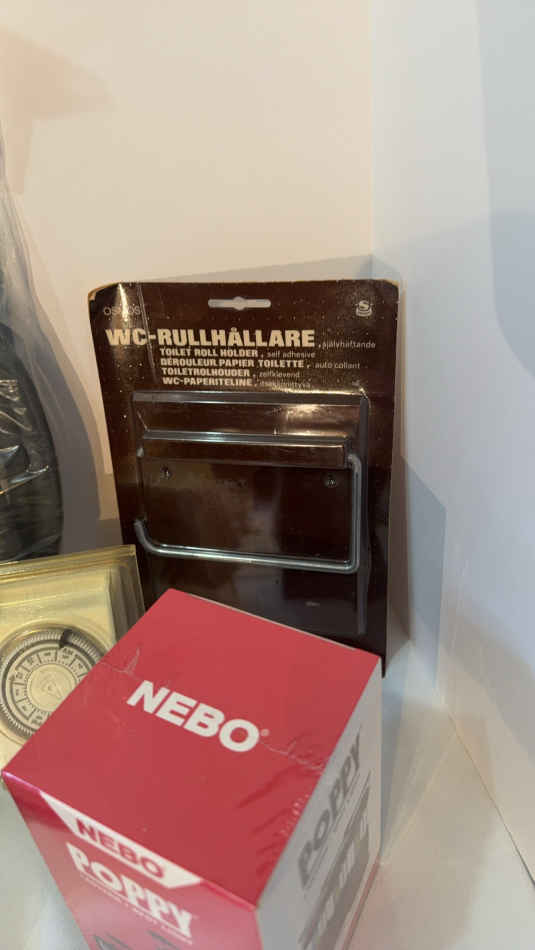 WC-RULLHÅLLARE, självhäftande
TOILET ROLL HOLDER, self adhesive
DÉROULEUR PAPIER TOILETTE, auto collant
TOILETROLHOUDER, zelfklevend
WC-PAPERITELINE,
NEBO®
NEBO
POPPY
POPPY